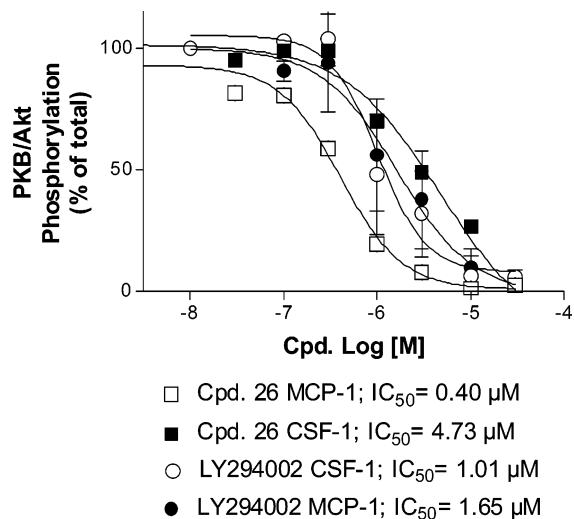 100
50
0
PKB/Akt
Phosphorylation
(% of total)
-8
-7
-6
-5
-4
Cpd. Log [M]
Cpd. 26 MCP-1; IC50= 0.40 µM
Cpd. 26 CSF-1; IC50= 4.73 µM
LY294002 CSF-1; IC50= 1.01 µM
LY294002 MCP-1; IC50= 1.65 µM